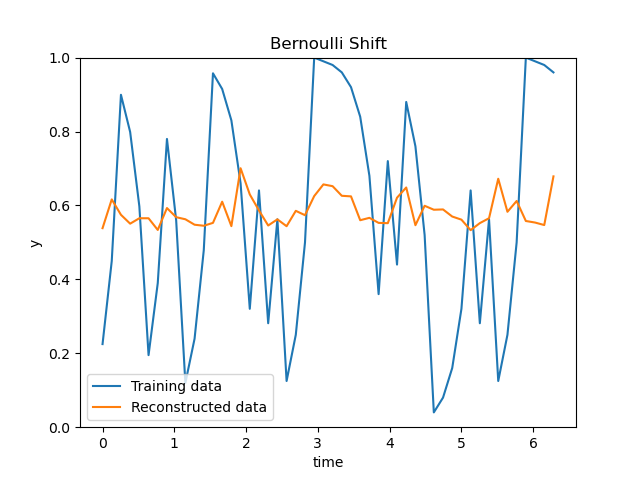 Bernoulli Shift
1.0
0.8
0.6
0.4
0.2
0.0
y
Training data
Reconstructed data
0 1 2 3 4 5 6
time